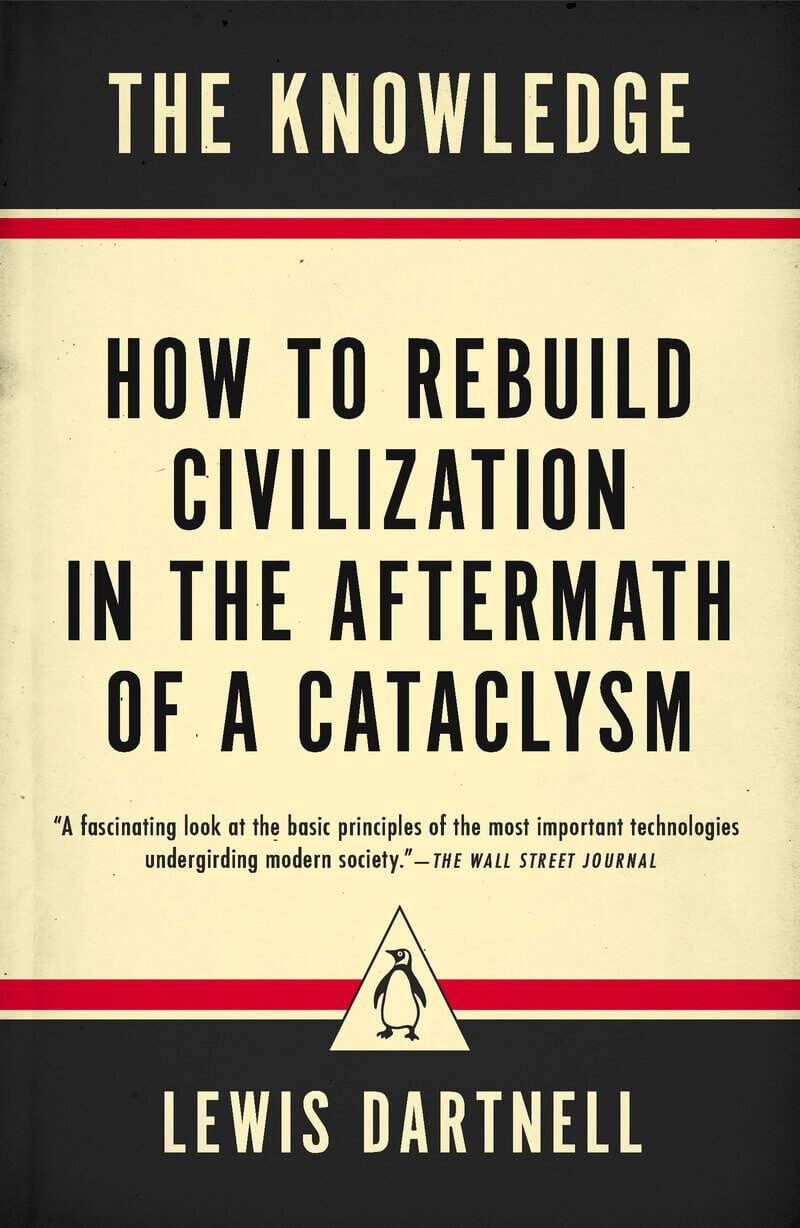 THE KNOWLEDGE
HOW TO REBUILD
CIVILIZATION
IN THE AFTERMATH
OF A CATACLYSM
“A fascinating look at the basic principles of the most important technologies
undergirding modern society.”—THE WALL STREET JOURNAL
LEWIS DARTNELL